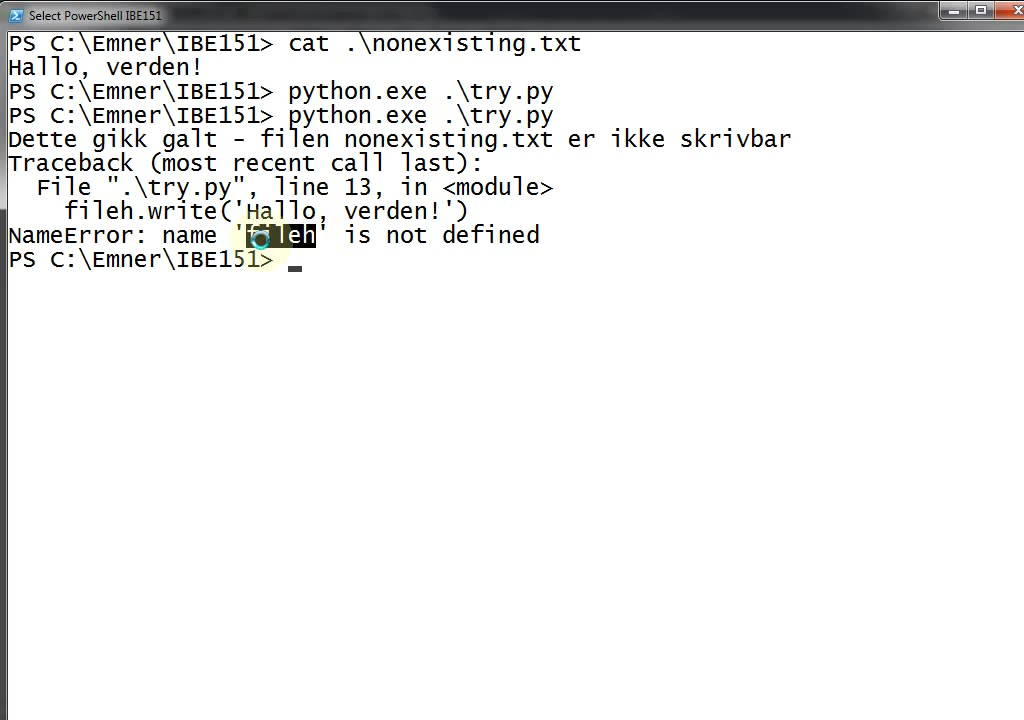 Select PowerShell IBE151
PS C:\Emner\IBE151> cat .\nonexisting.txt
Hallo, verden!
PS C:\Emner\IBE151> python.exe .\try.py
PS C:\Emner\IBE151> python.exe .\try.py
Dette gikk galt - filen nonexisting.txt er ikke skrivbar
Traceback (most recent call last):
  File ".\try.py", line 13, in <module>
    fileh.write('Hallo, verden!')
NameError: name 'fileh' is not defined
PS C:\Emner\IBE151> _